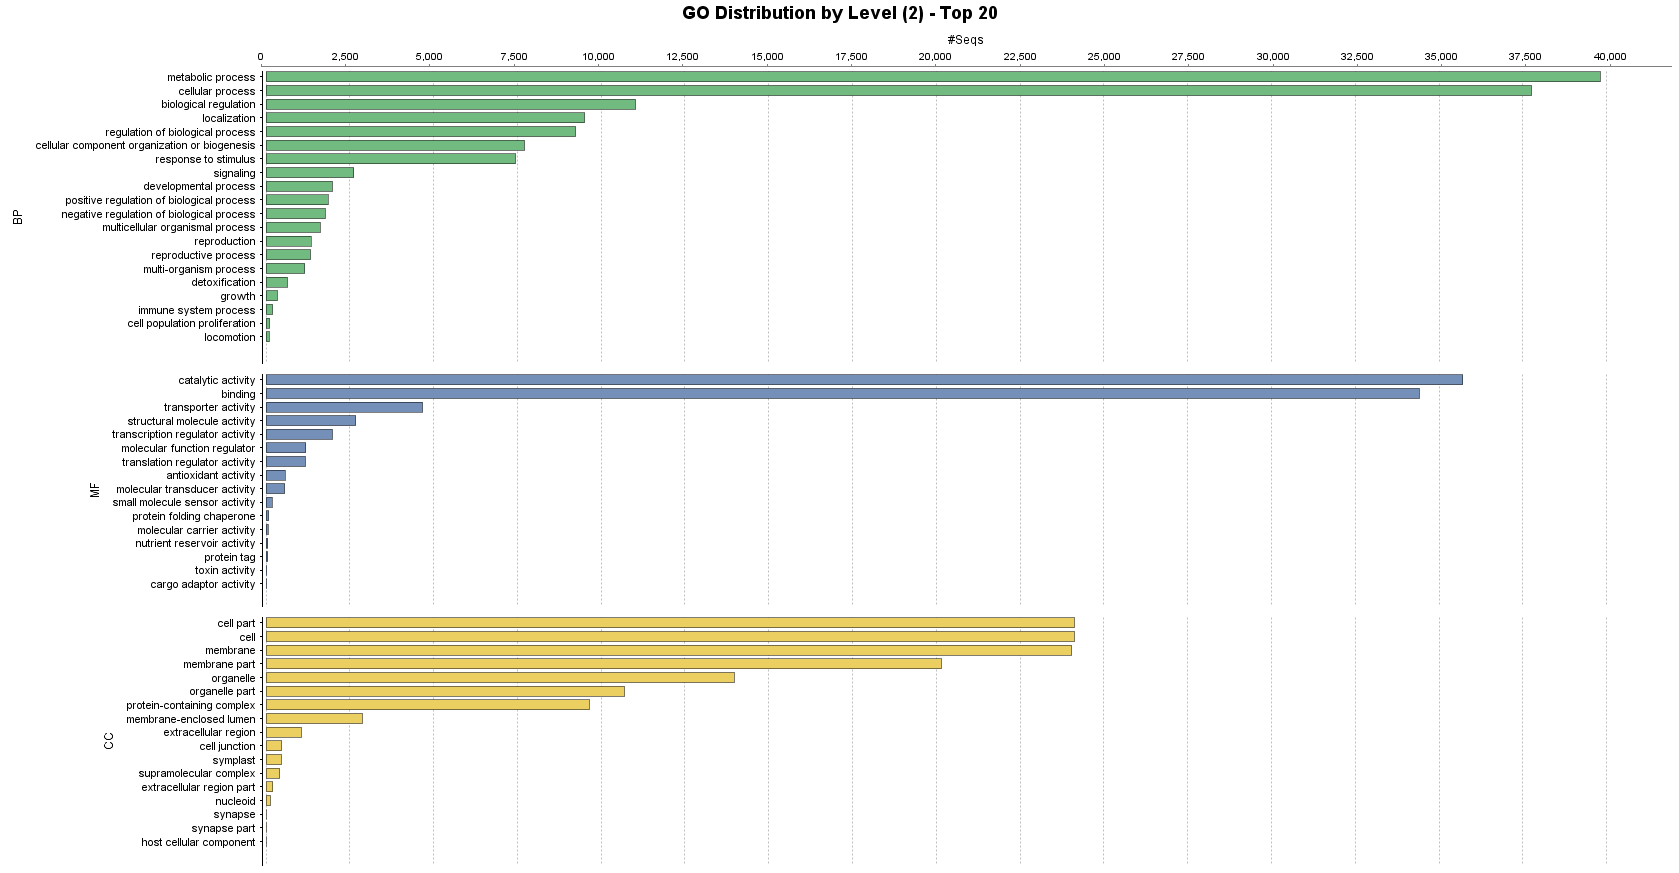 GO Distribution by Level (2) - Top 20
#Seqs
0 2,500 5,000 7,500 10,000 12,500 15,000 17,500 20,000 22,500 25,000 27,500 30,000 32,500 35,000 37,500 40,000
BP
metabolic process
cellular process
biological regulation
localization
regulation of biological process
cellular component organization or biogenesis
response to stimulus
signaling
developmental process
positive regulation of biological process
negative regulation of biological process
multicellular organismal process
reproduction
reproductive process
multi-organism process
detoxification
growth
immune system process
cell population proliferation
locomotion
MF
catalytic activity
binding
transporter activity
structural molecule activity
transcription regulator activity
molecular function regulator
translation regulator activity
antioxidant activity
molecular transducer activity
small molecule sensor activity
protein folding chaperone
molecular carrier activity
nutrient reservoir activity
protein tag
toxin activity
cargo adaptor activity
CC
cell part
cell
membrane
membrane part
organelle
organelle part
protein-containing complex
membrane-enclosed lumen
extracellular region
cell junction
symplast
supramolecular complex
extracellular region part
nucleoid
synapse
synapse part
host cellular component